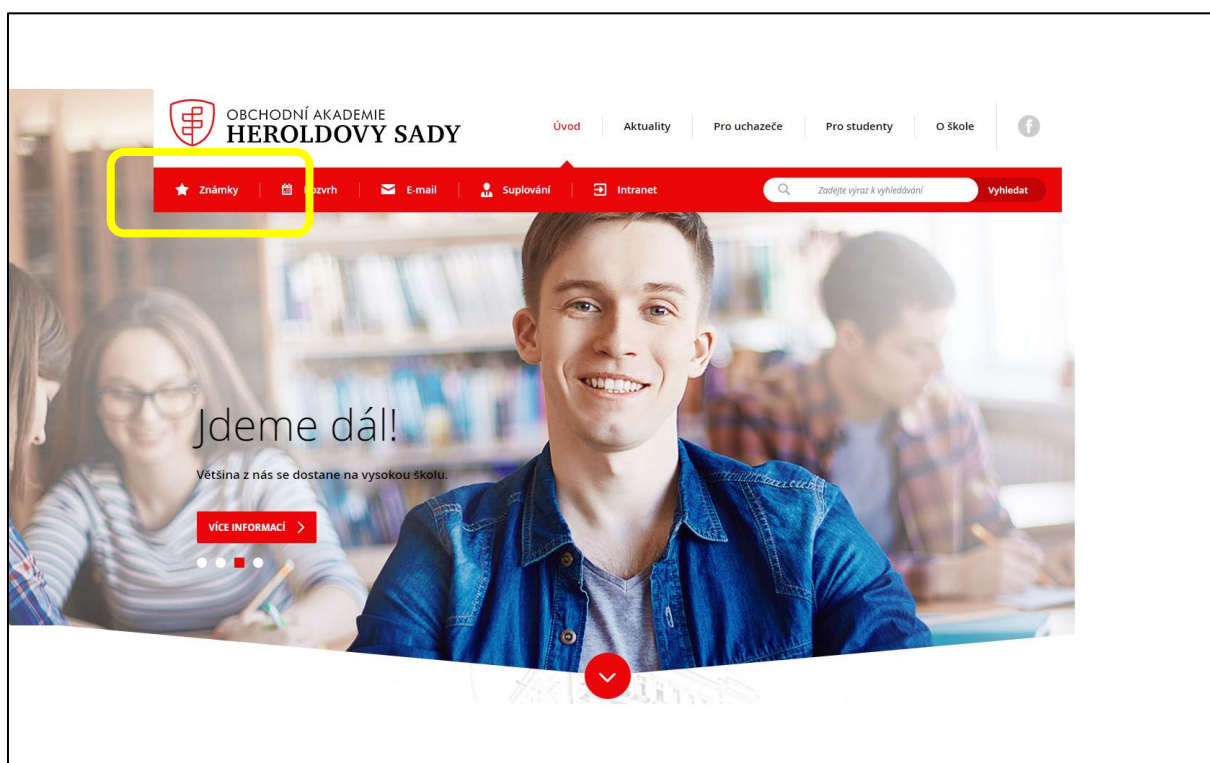 OBCHODNÍ AKADEMIE
HEROLDOVY SADY
Úvod
Aktuality
Pro uchazeče
Pro studenty
O škole
Známky
Rozvrh
E-mail
Suplování
Intranet
Zadejte výraz k vyhledávání
Vyhledat
Jdeme dál!
Většina z nás se dostane na vysokou školu.
VÍCE INFORMACÍ